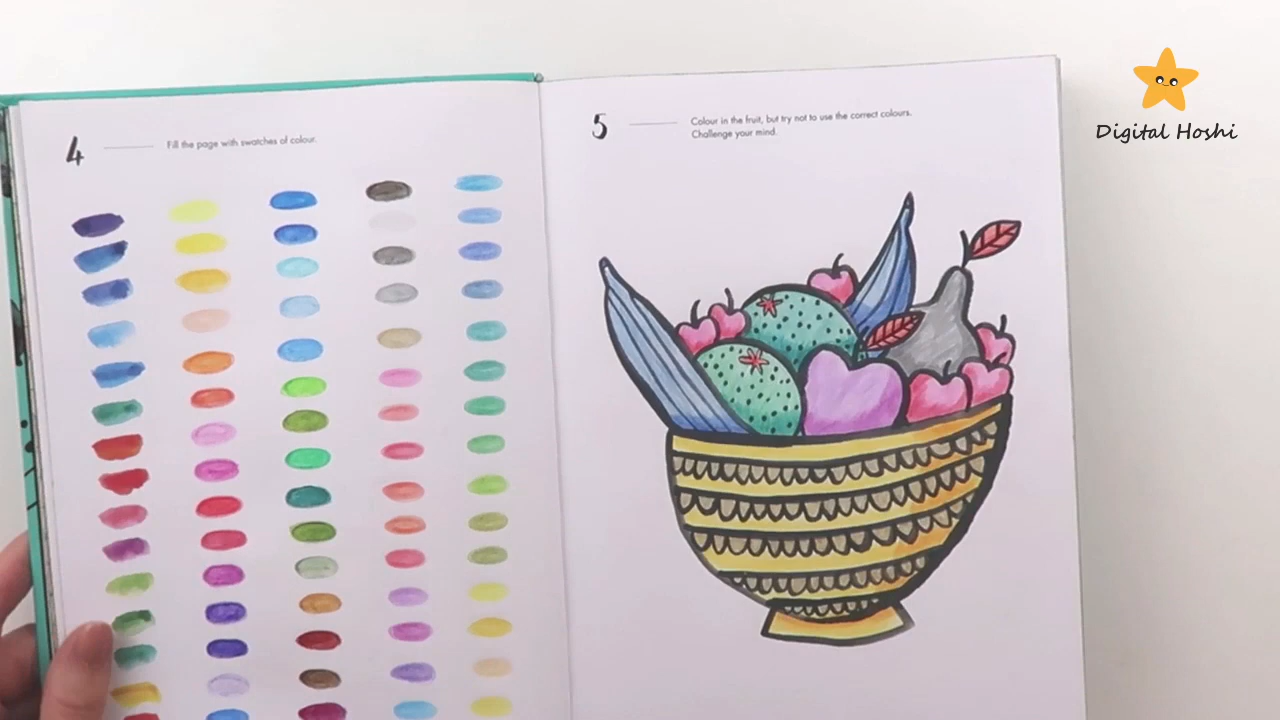 4
Fill the page with swatches of colour.
5
Colour in the fruit, but try not to use the correct colours.
Challenge your mind.
Digital Hoshi